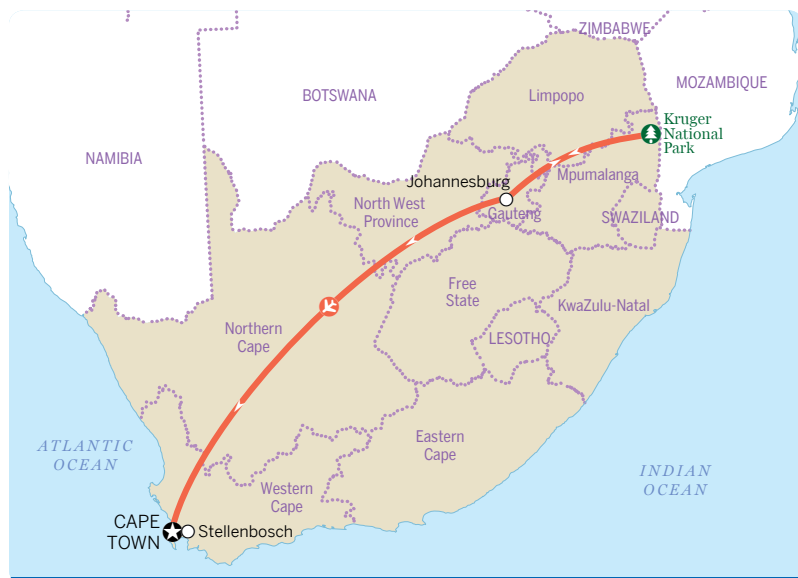 ZIMBABWE
MOZAMBIQUE
BOTSWANA
Limpopo
Kruger
National
Park
NAMIBIA
Mpumalanga
Johannesburg
North West
Province
Gauteng
SWAZILAND
Free
State
KwaZulu-Natal
Northern
Cape
LESOTHO
Eastern
Cape
ATLANTIC
OCEAN
INDIAN
OCEAN
Western
Cape
CAPE
TOWN
Stellenbosch